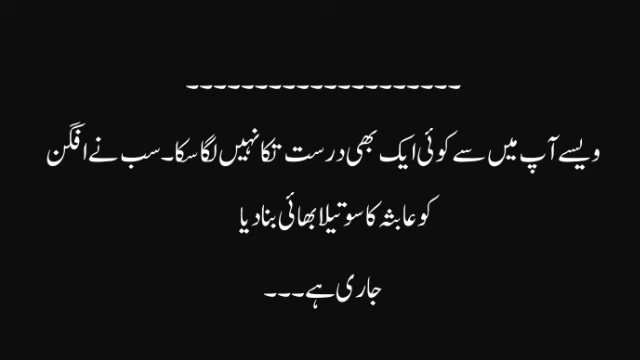 ۔۔۔۔۔۔۔۔۔۔۔۔۔۔۔۔۔۔۔۔
ویسے آپ میں سے کوئی ایک بھی درست تکا نہیں لگا سکا۔ سب نے افگن
کو عابثہ کا سوتیلا بھائی بنا دیا
جاری ہے۔۔۔